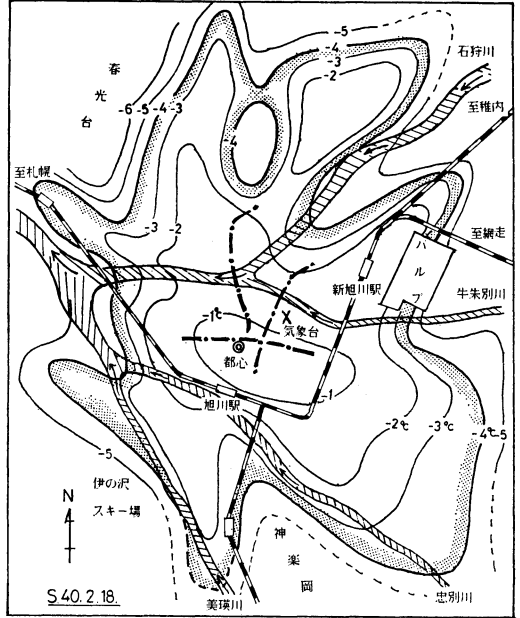 春光台
石狩川
至稚内
至札幌
至網走
パルプ
新旭川駅
牛朱別川
気象台
都心
旭川駅
伊の沢
スキー場
神楽岡
美瑛川
忠別川
N
S 40.2.18.
-5
-4
-3
-2
-6 -5 -4 -3
-4
-3 -2
-1℃
-1
-2℃ -3℃ -4℃ -5
-5